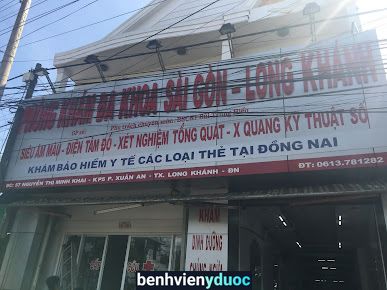 PHÒNG KHÁM ĐA KHOA SÀI GÒN - LONG KHÁNH
SIÊU ÂM MÀU - ĐIỆN TÂM ĐỒ - XÉT NGHIỆM TỔNG QUÁT - X QUANG KỸ THUẬT SỐ
KHÁM BẢO HIỂM Y TẾ CÁC LOẠI THẺ TẠI ĐỒNG NAI
57 NGUYỄN THỊ MINH KHAI - KP5 P. XUÂN AN - TX. LONG KHÁNH - ĐN
ĐT: 0613.781282
KHÁM
DINH DƯỠNG
benhvienyduoc.com